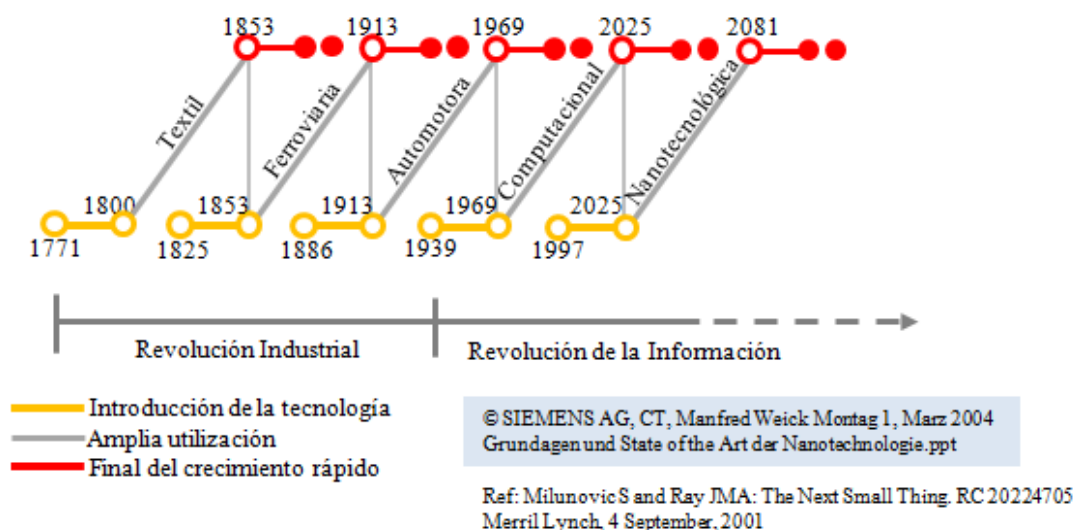 1853 1913 1969 2025 2081
Textil Ferroviaria Automotora Computacional Nanotecnológica
1800 1853 1913 1969 2025
1771 1825 1886 1939 1997
Revolución Industrial
Revolución de la Información
Introducción de la tecnología
Amplia utilización
Final del crecimiento rápido
© SIEMENS AG, CT, Manfred Weick Montag 1, Marz 2004
Grundagen und State of the Art der Nanotechnologie.ppt
Ref: Milunovic S and Ray JMA: The Next Small Thing. RC 20224705
Merril Lynch, 4 September, 2001